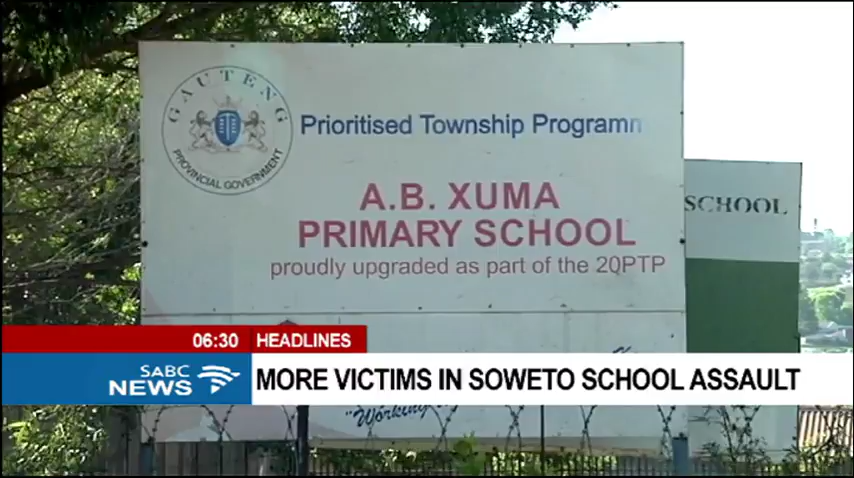 GAUTENG
PROVINCIAL GOVERNMENT
Prioritised Township Programm
A.B. XUMA
PRIMARY SCHOOL
proudly upgraded as part of the 20PTP
SCHOOL
06:30 HEADLINES
SABC
NEWS
MORE VICTIMS IN SOWETO SCHOOL ASSAULT
"Working